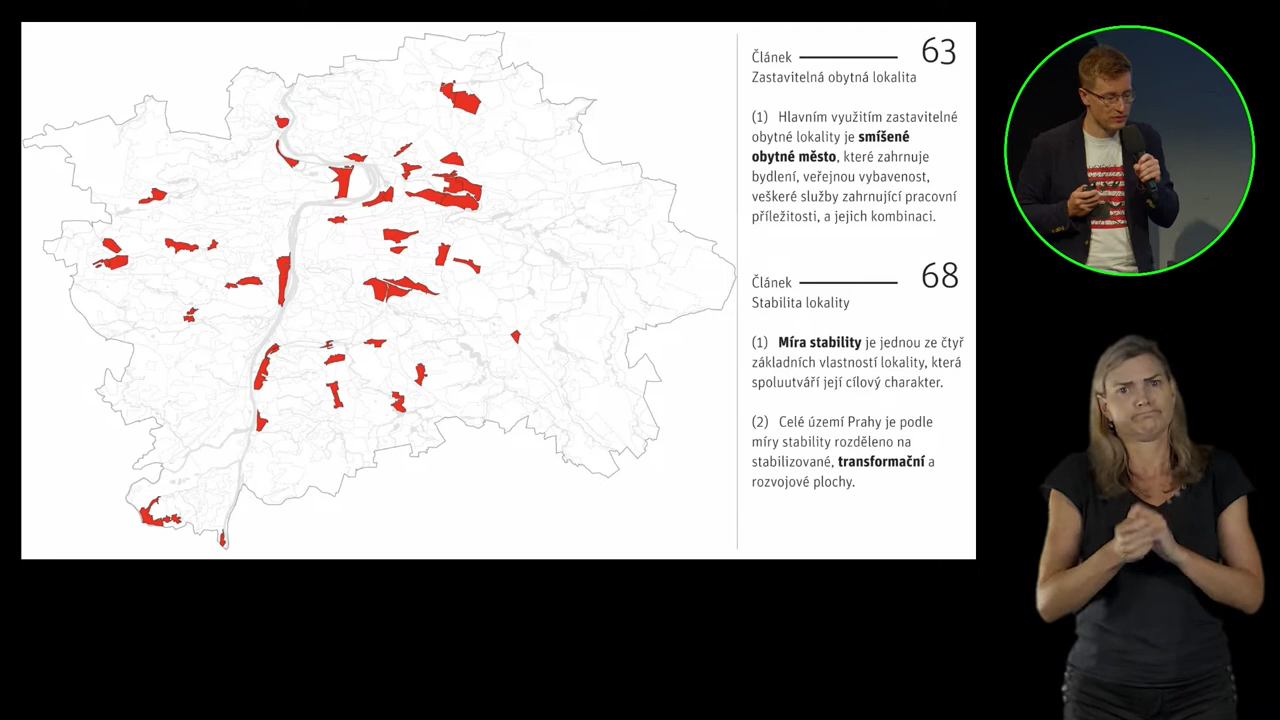 Článek 63
Zastavitelná obytná lokalita
(1) Hlavním využitím zastavitelné
obytné lokality je smíšené
obytné město, které zahrnuje
bydlení, veřejnou vybavenost,
veškeré služby zahrnující pracovní
příležitosti, a jejich kombinaci.
Článek 68
Stabilita lokality
(1) Míra stability je jednou ze čtyř
základních vlastností lokality, která
spoluutváří její cílový charakter.
(2) Celé území Prahy je podle
míry stability rozděleno na
stabilizované, transformační a
rozvojové plochy.